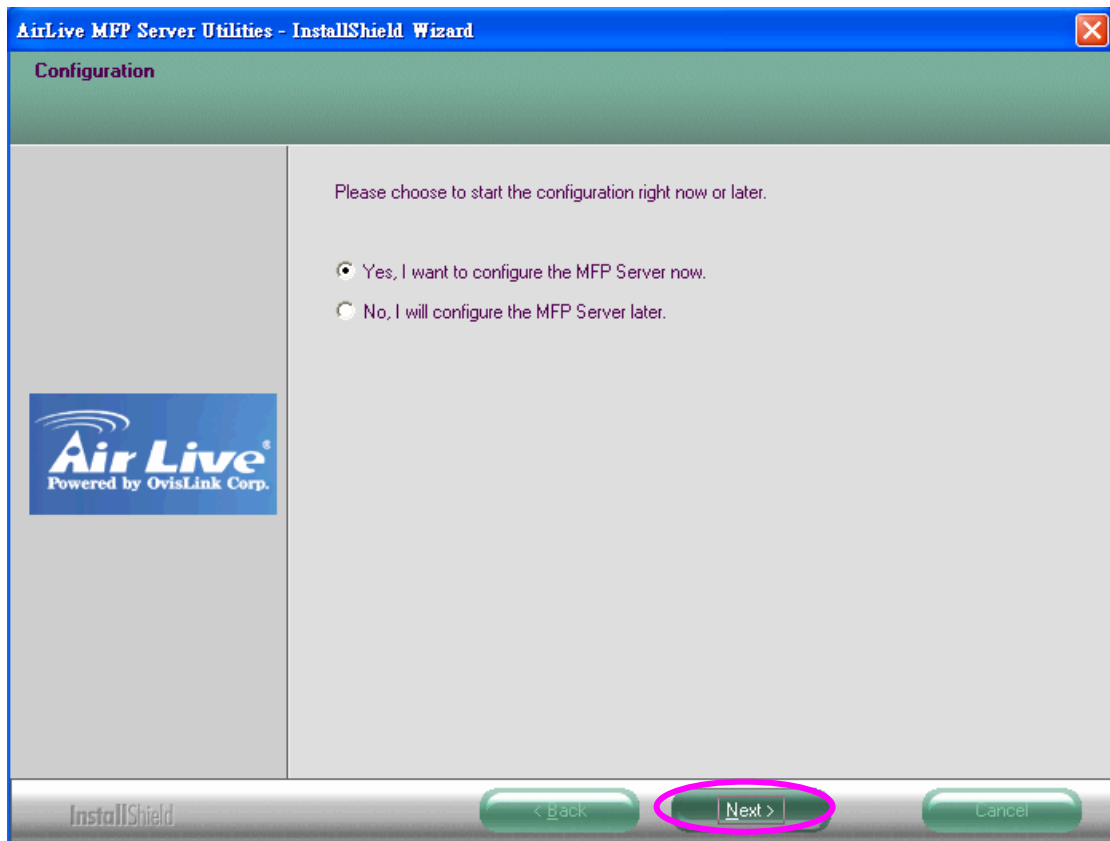 AirLive MFP Server Utilities - InstallShield Wizard
Configuration
Please choose to start the configuration right now or later.
Yes, I want to configure the MFP Server now.
No, I will configure the MFP Server later.
Air Live®
Powered by OvisLink Corp.
InstallShield
< Back
Next >
Cancel